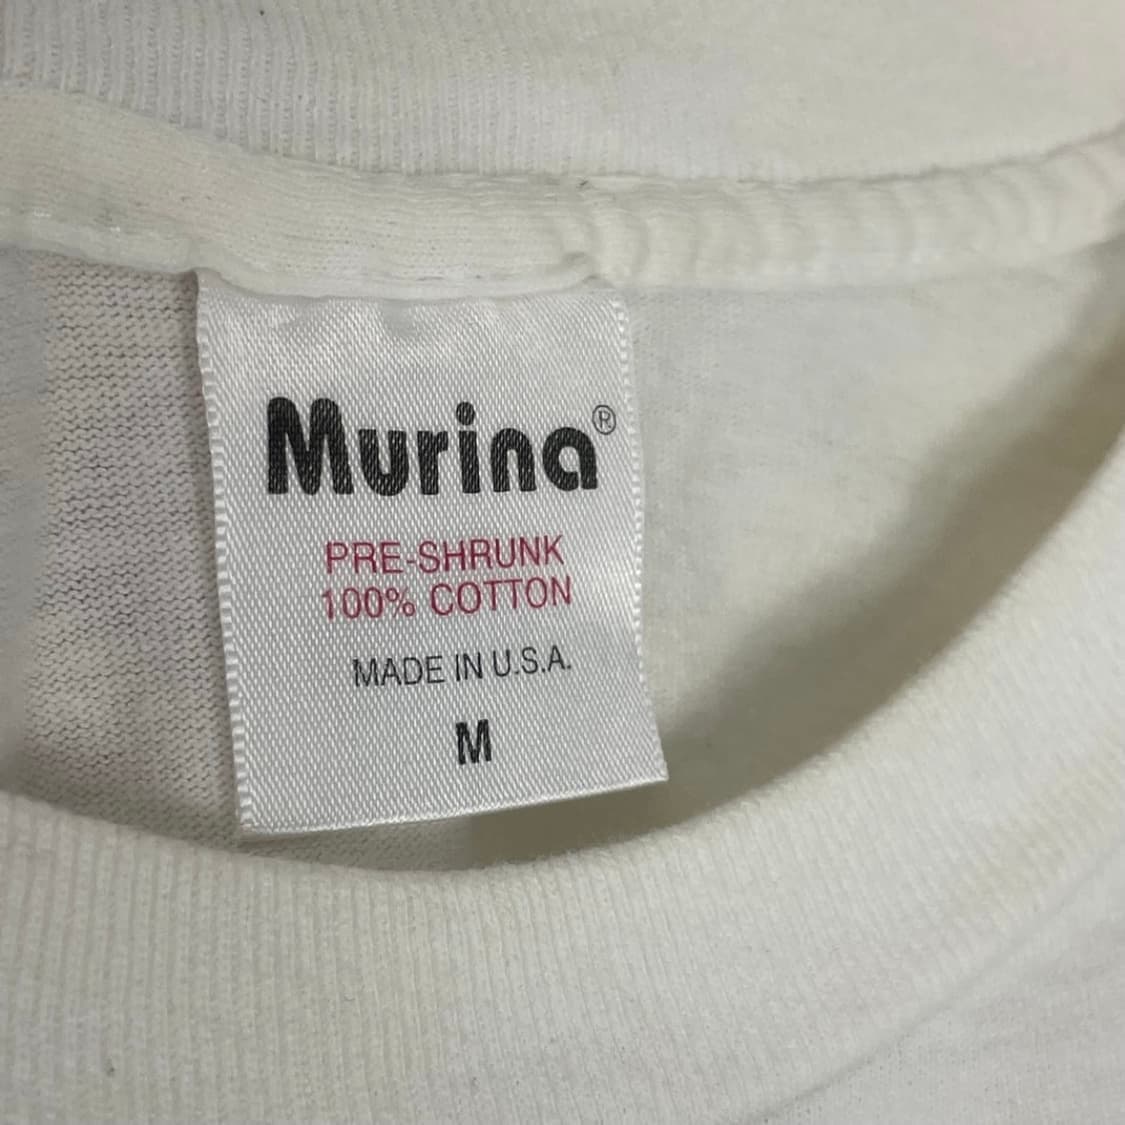 Murina®
PRE-SHRUNK
100% COTTON
MADE IN U.S.A.
M